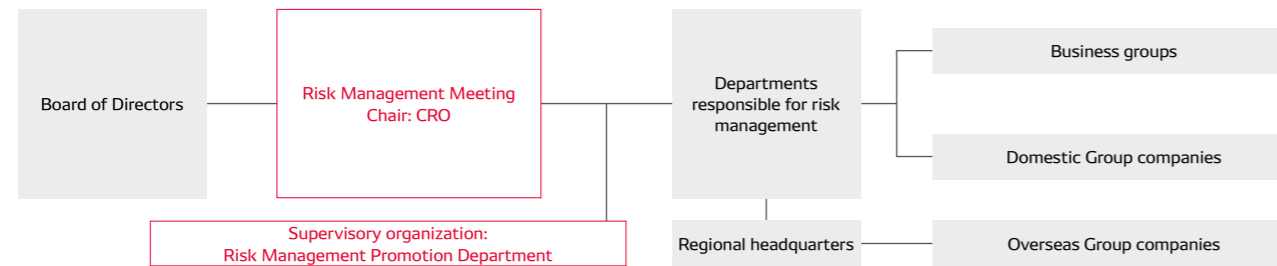 Board of Directors
Risk Management Meeting
Chair: CRO
Departments
responsible for risk
management
Business groups
Domestic Group companies
Supervisory organization:
Risk Management Promotion Department
Regional headquarters
Overseas Group companies